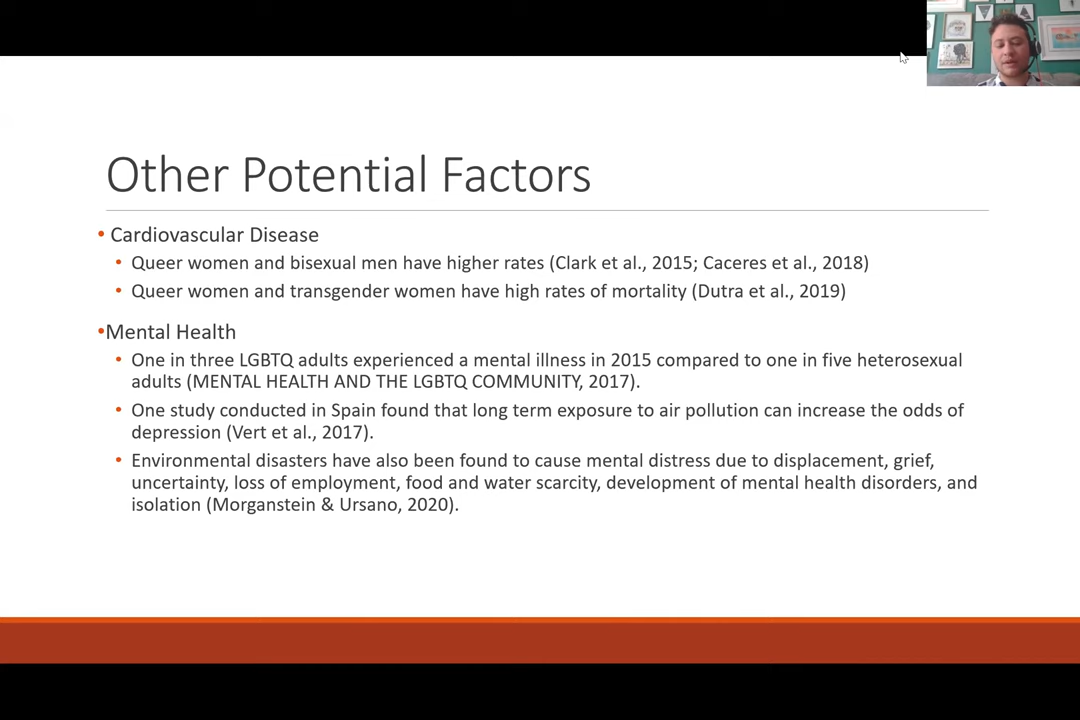 Other Potential Factors
• Cardiovascular Disease
• Queer women and bisexual men have higher rates (Clark et al., 2015; Caceres et al., 2018)
• Queer women and transgender women have high rates of mortality (Dutra et al., 2019)
•Mental Health
• One in three LGBTQ adults experienced a mental illness in 2015 compared to one in five heterosexual
adults (MENTAL HEALTH AND THE LGBTQ COMMUNITY, 2017).
• One study conducted in Spain found that long term exposure to air pollution can increase the odds of
depression (Vert et al., 2017).
• Environmental disasters have also been found to cause mental distress due to displacement, grief,
uncertainty, loss of employment, food and water scarcity, development of mental health disorders, and
isolation (Morganstein & Ursano, 2020).